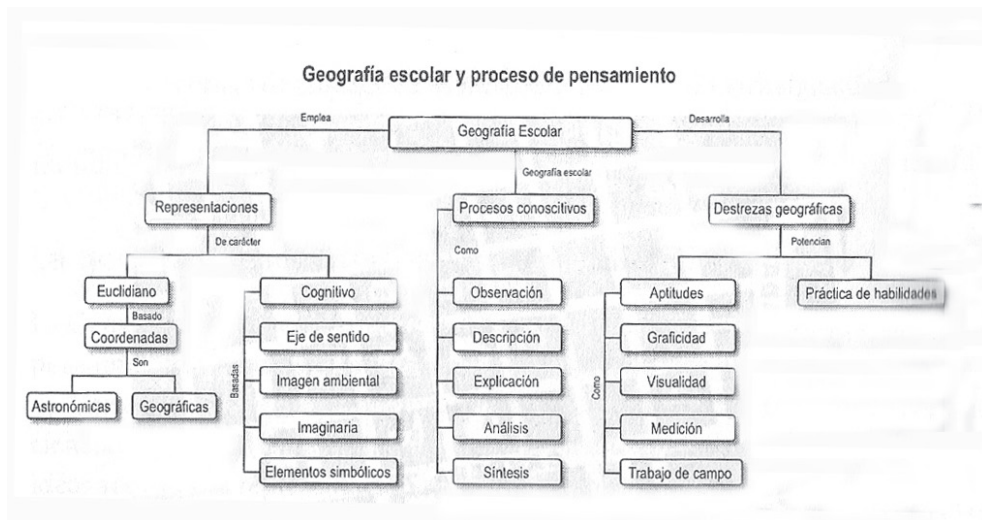 Geografía escolar y proceso de pensamiento
Emplea
Geografía Escolar
Desarrolla
Geografía escolar
Representaciones
Procesos conoscitivos
Destrezas geográficas
De carácter
Como
Potencian
Euclidiano
Cognitivo
Observación
Aptitudes
Práctica de habilidades
Basado
Coordenadas
Eje de sentido
Descripción
Graficidad
Son
Basadas
Imagen ambiental
Explicación
Como
Visualidad
Astronómicas
Geográficas
Imaginaria
Análisis
Medición
Elementos simbólicos
Síntesis
Trabajo de campo